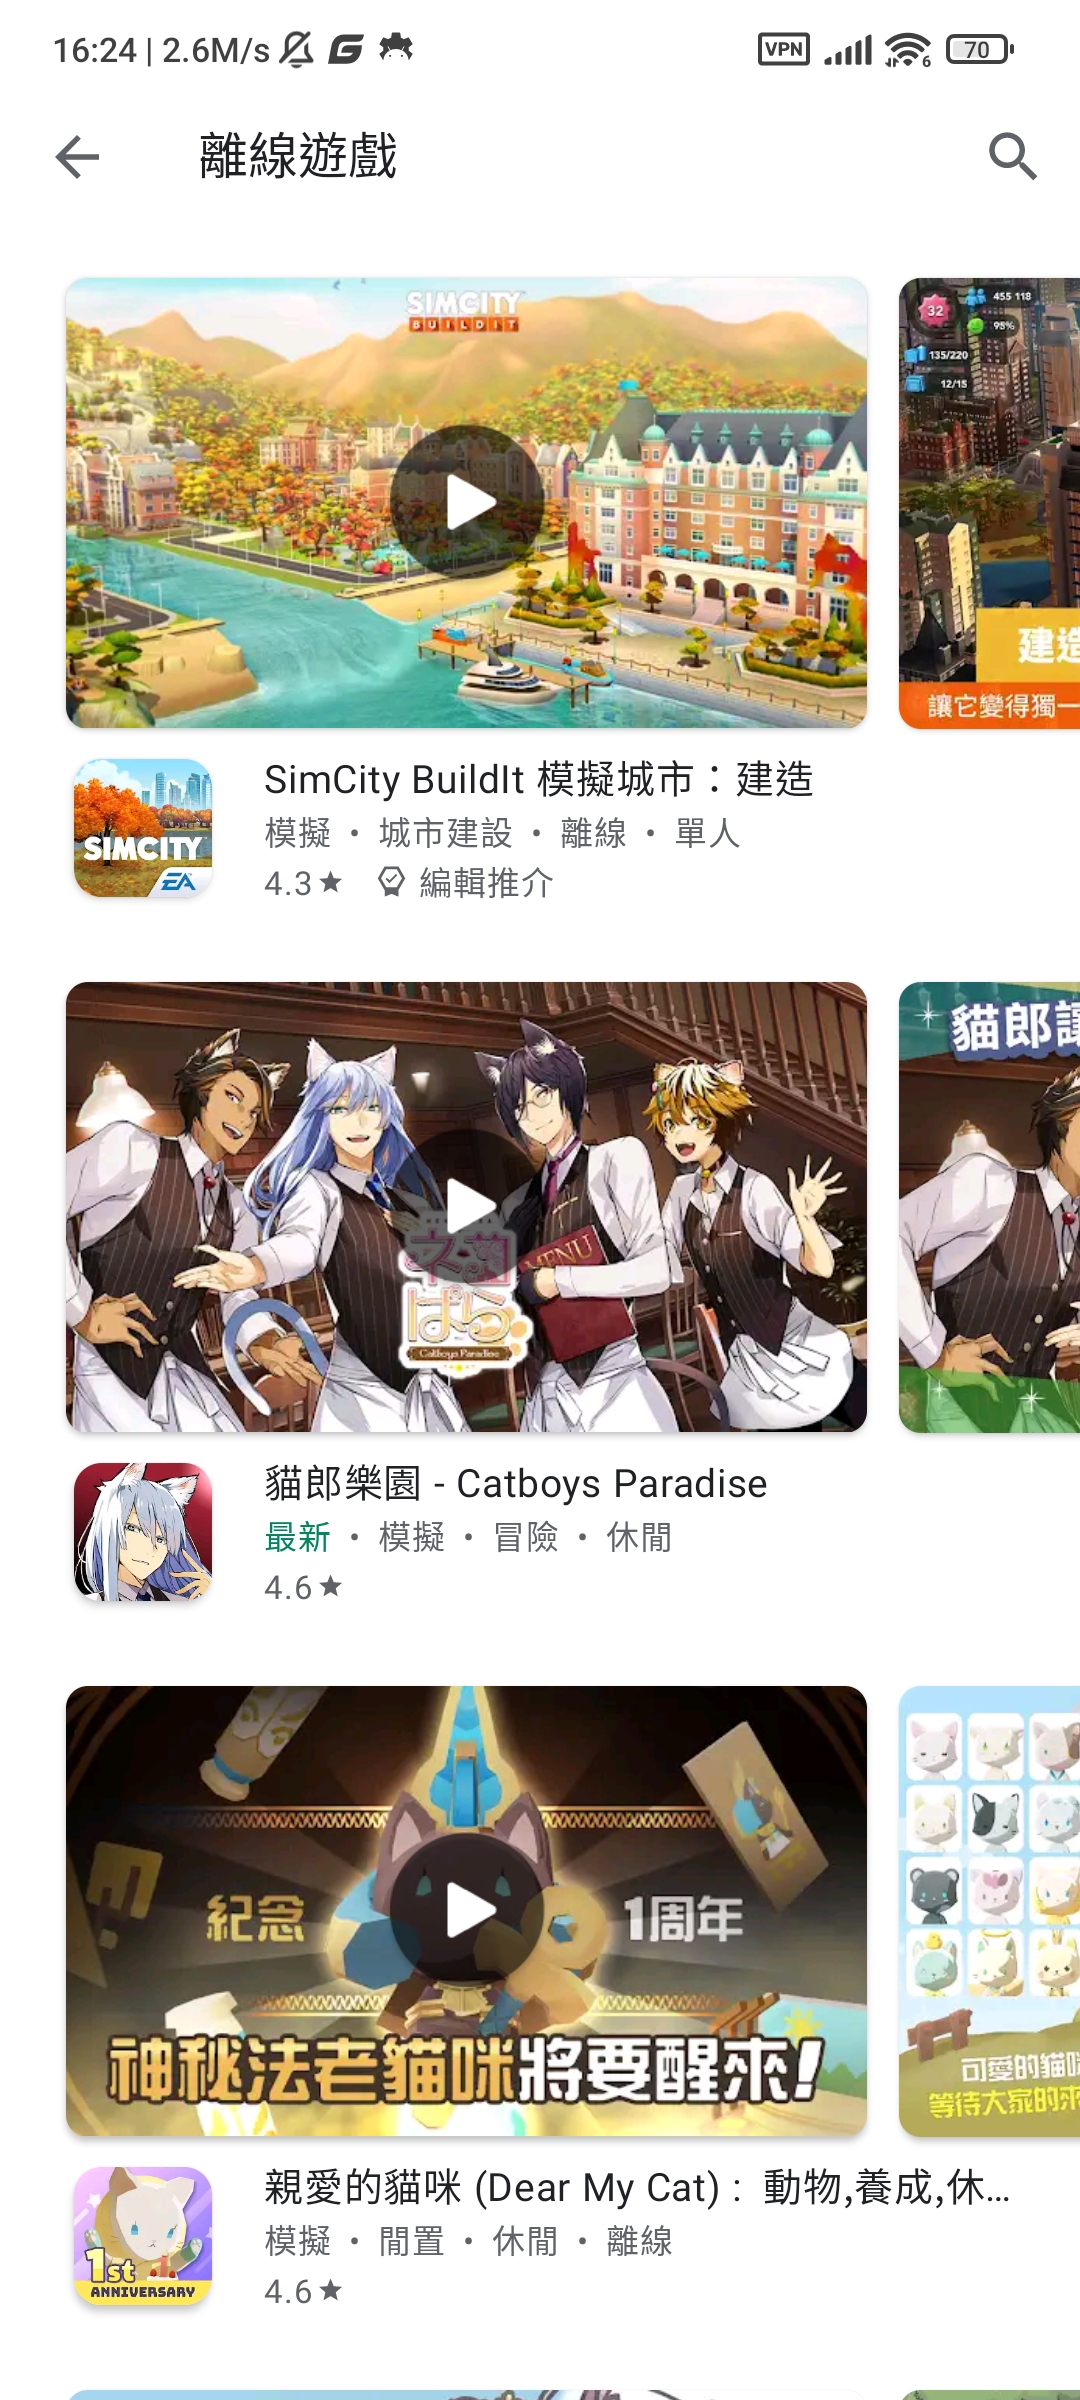 16:24 | 2.6M/s
VPN
6
70
離線遊戲
SIMCITY
BUILDIT
32
455 118
95%
135/220
12/15
建造
讓它變得獨一
SIMCITY
EA
SimCity BuildIt 模擬城市：建造
模擬 • 城市建設 • 離線 • 單人
4.3★ 編輯推介
MENU
ネコ
ぱら
Catboys Paradise
貓郎
貓郎樂園 - Catboys Paradise
最新 • 模擬 • 冒險 • 休閒
4.6★
紀念 1周年
神秘法老貓咪將要醒來!
可愛的貓咪
等待大家的來
1st
ANNIVERSARY
親愛的貓咪 (Dear My Cat) : 動物,養成,休...
模擬 • 閒置 • 休閒 • 離線
4.6★